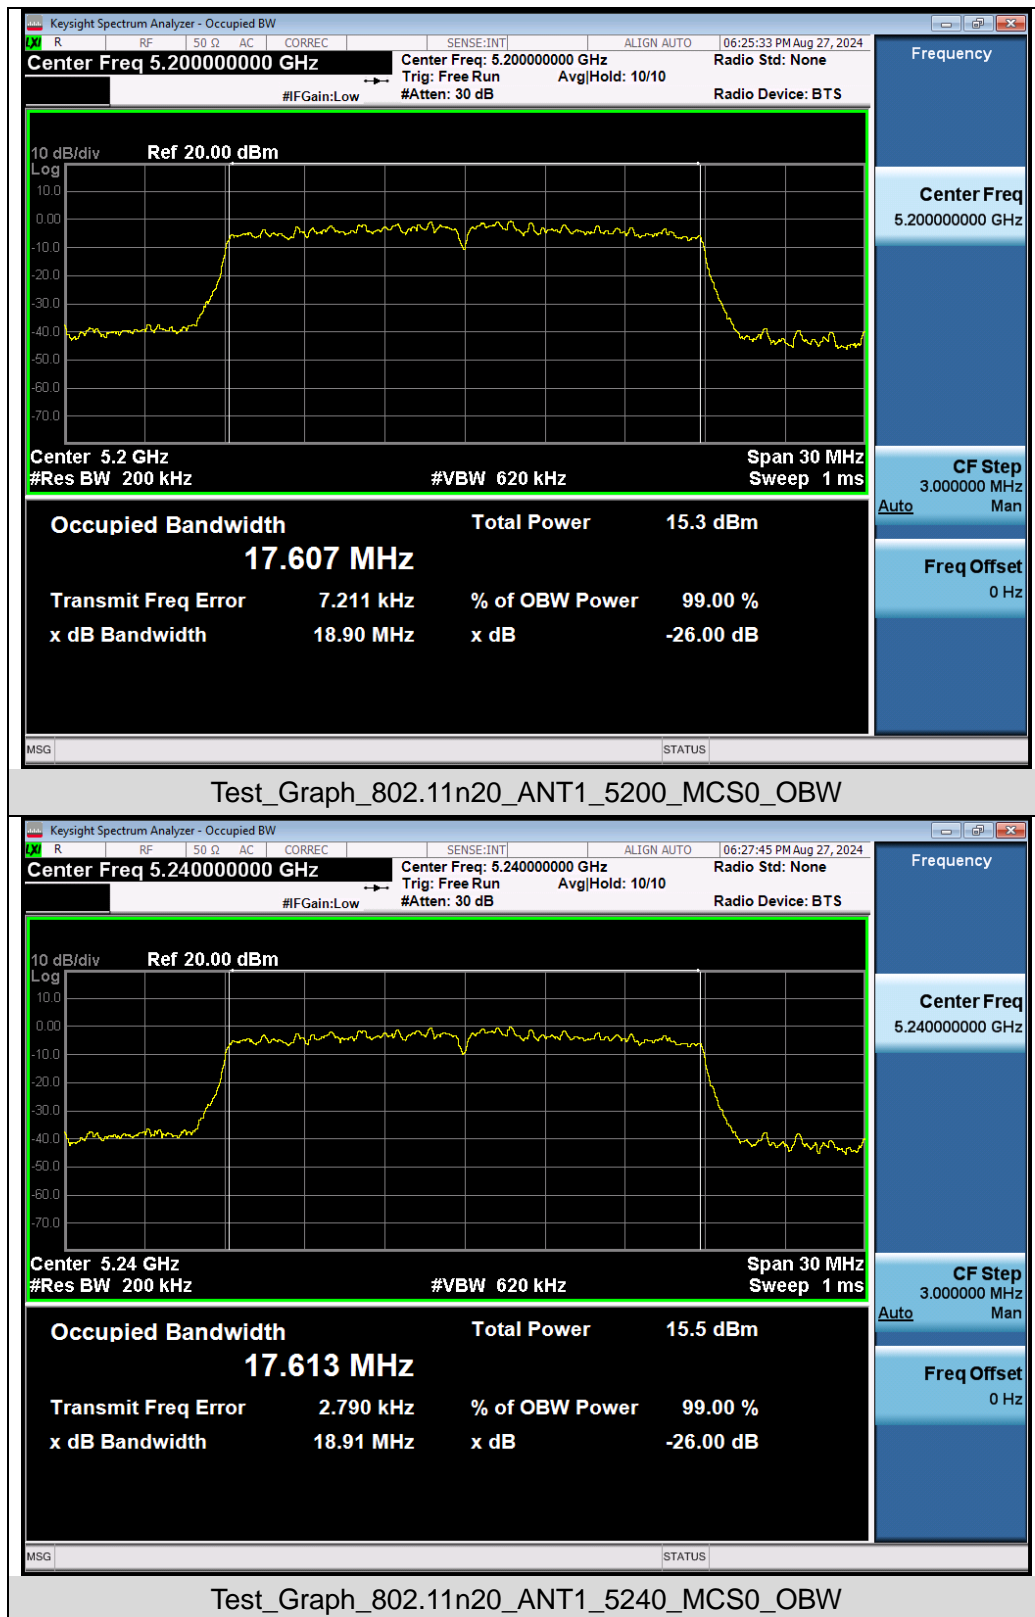 Keysight Spectrum Analyzer - Occupied BW
LXI R RF 50 Ω AC CORREC SENSE:INT ALIGN AUTO 06:25:33 PM Aug 27, 2024
Center Freq 5.200000000 GHz Center Freq: 5.200000000 GHz Radio Std: None
Trig: Free Run Avg|Hold: 10/10
#IFGain:Low #Atten: 30 dB Radio Device: BTS
10 dB/div Ref 20.00 dBm
Log
10.0
0.00
-10.0
-20.0
-30.0
-40.0
-50.0
-60.0
-70.0
Center 5.2 GHz Span 30 MHz
#Res BW 200 kHz #VBW 620 kHz Sweep 1 ms
Occupied Bandwidth Total Power 15.3 dBm
17.607 MHz
Transmit Freq Error 7.211 kHz % of OBW Power 99.00 %
x dB Bandwidth 18.90 MHz x dB -26.00 dB
MSG STATUS
Frequency
Center Freq
5.200000000 GHz
CF Step
3.000000 MHz
Auto Man
Freq Offset
0 Hz
Test_Graph_802.11n20_ANT1_5200_MCS0_OBW
Keysight Spectrum Analyzer - Occupied BW
LXI R RF 50 Ω AC CORREC SENSE:INT ALIGN AUTO 06:27:45 PM Aug 27, 2024
Center Freq 5.240000000 GHz Center Freq: 5.240000000 GHz Radio Std: None
Trig: Free Run Avg|Hold: 10/10
#IFGain:Low #Atten: 30 dB Radio Device: BTS
10 dB/div Ref 20.00 dBm
Log
10.0
0.00
-10.0
-20.0
-30.0
-40.0
-50.0
-60.0
-70.0
Center 5.24 GHz Span 30 MHz
#Res BW 200 kHz #VBW 620 kHz Sweep 1 ms
Occupied Bandwidth Total Power 15.5 dBm
17.613 MHz
Transmit Freq Error 2.790 kHz % of OBW Power 99.00 %
x dB Bandwidth 18.91 MHz x dB -26.00 dB
MSG STATUS
Frequency
Center Freq
5.240000000 GHz
CF Step
3.000000 MHz
Auto Man
Freq Offset
0 Hz
Test_Graph_802.11n20_ANT1_5240_MCS0_OBW